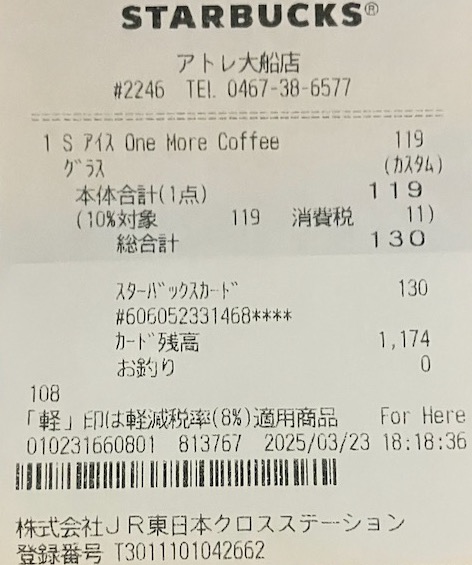 STARBUCKS®
アトレ大船店
#2246 TEl. 0467-38-6577
1 S ｱｲｽ One More Coffee 119
ｸﾞﾗｽ (ｶｽﾀﾑ)
本体合計(1点) 119
(10%対象 119 消費税 11)
総合計 130
ｽﾀｰﾊﾞｯｸｽｶｰﾄﾞ 130
#606052331468****
ｶｰﾄﾞ残高 1,174
お釣り 0
108
「軽」印は軽減税率(8%)適用商品 For Here
010231660801 813767 2025/03/23 18:18:36
株式会社ＪＲ東日本クロスステーション
登録番号 T3011101042662